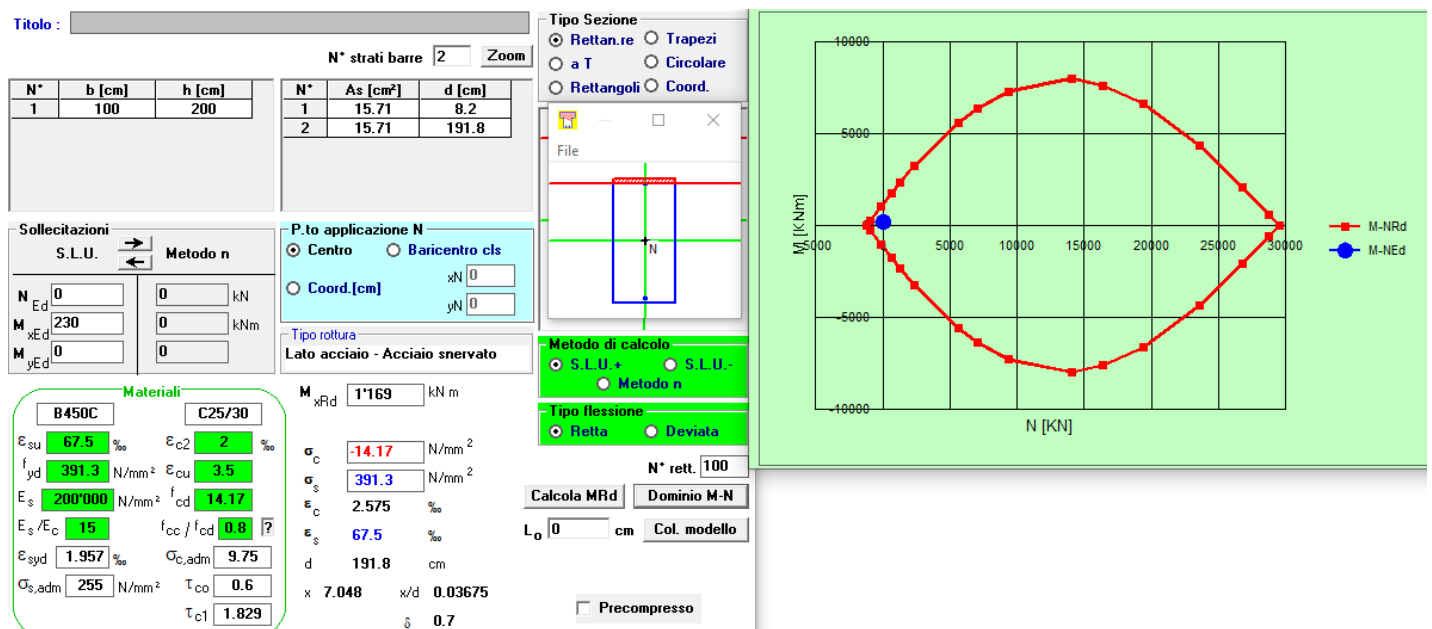 Titolo :
N° strati barre 2 Zoom
N° b [cm] h [cm]
1 100 200
N° As [cm²] d [cm]
1 15.71 8.2
2 15.71 191.8
Tipo Sezione
Rettan.re Trapezi
a T Circolare
Rettangoli Coord.
File
N
Sollecitazioni
S.L.U. Metodo n
N Ed 0 0 kN
M xEd 230 0 kNm
M yEd 0 0
P.to applicazione N
Centro Baricentro cls
Coord.[cm] xN 0
yN 0
Tipo rottura
Lato acciaio - Acciaio snervato
Metodo di calcolo
S.L.U.+ S.L.U.-
Metodo n
Tipo flessione
Retta Deviata
N° rett. 100
Calcola MRd Dominio M-N
L₀ 0 cm Col. modello
Precompresso
Materiali
B450C C25/30
εsu 67.5 ‰ εc2 2 ‰
fyd 391.3 N/mm² εcu 3.5
Es 200'000 N/mm² fcd 14.17
Es/Ec 15 fcc / fcd 0.8 ?
εsyd 1.957 ‰ σc,adm 9.75
σs,adm 255 N/mm² τco 0.6
τc1 1.829
M xRd 1'169 kN m
σc -14.17 N/mm²
σs 391.3 N/mm²
εc 2.575 ‰
εs 67.5 ‰
d 191.8 cm
x 7.048 x/d 0.03675
δ 0.7
10000
5000
-5000
-10000
M [KNm]
-5000 5000 10000 15000 20000 25000 30000
N [KN]
M-NRd
M-NEd